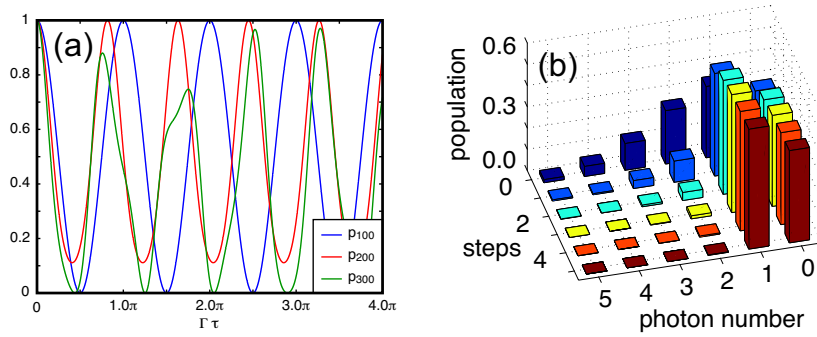 (a)
1
0.8
0.6
0.4
0.2
0
0
1.0π
2.0π
3.0π
4.0π
Γ τ
p100
p200
p300
(b)
population
0.6
0.3
0.0
0
2
4
steps
5
4
3
2
1
0
photon number